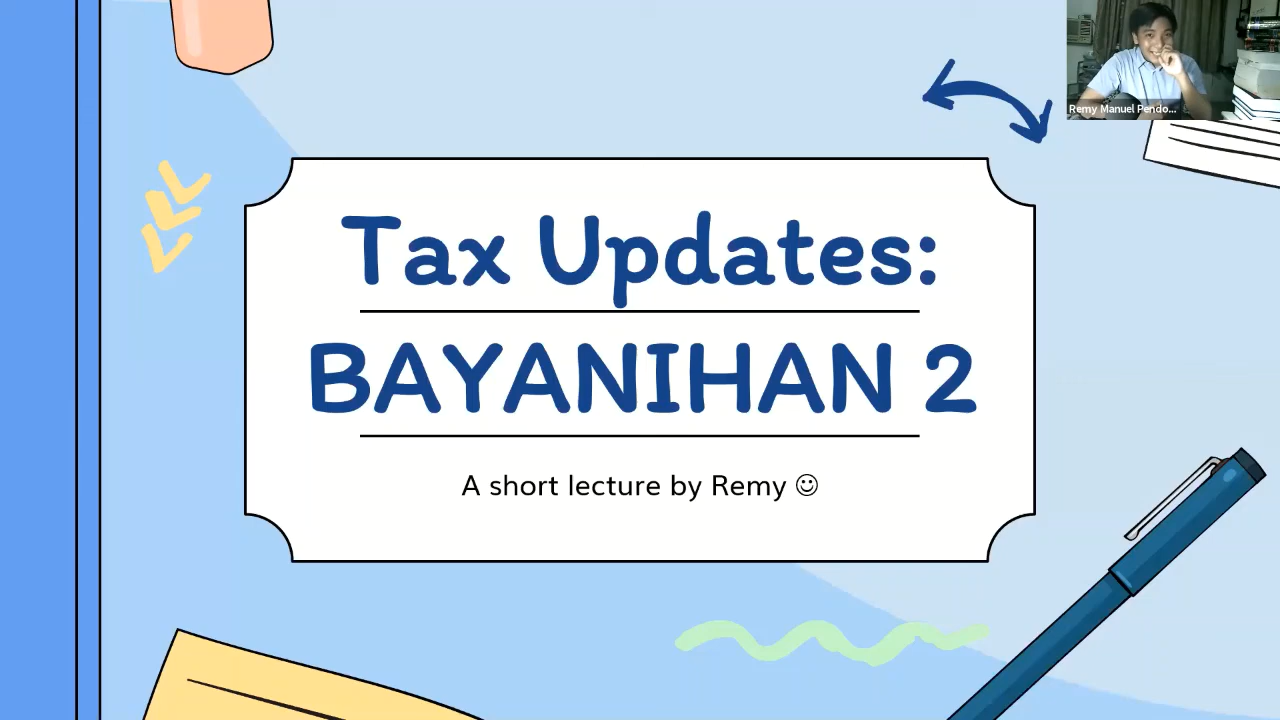 Remy Manuel Pendo...
Tax Updates:
BAYANIHAN 2
A short lecture by Remy ☺